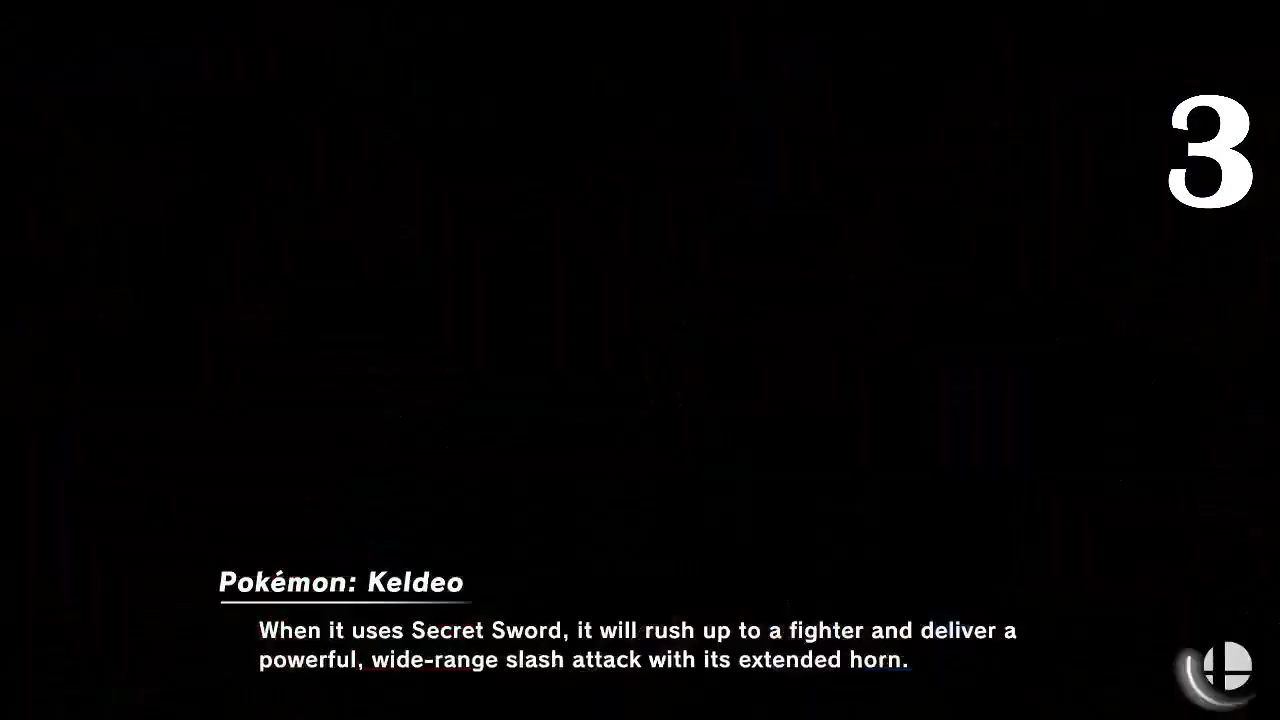 3
Pokémon: Keldeo
When it uses Secret Sword, it will rush up to a fighter and deliver a
powerful, wide-range slash attack with its extended horn.